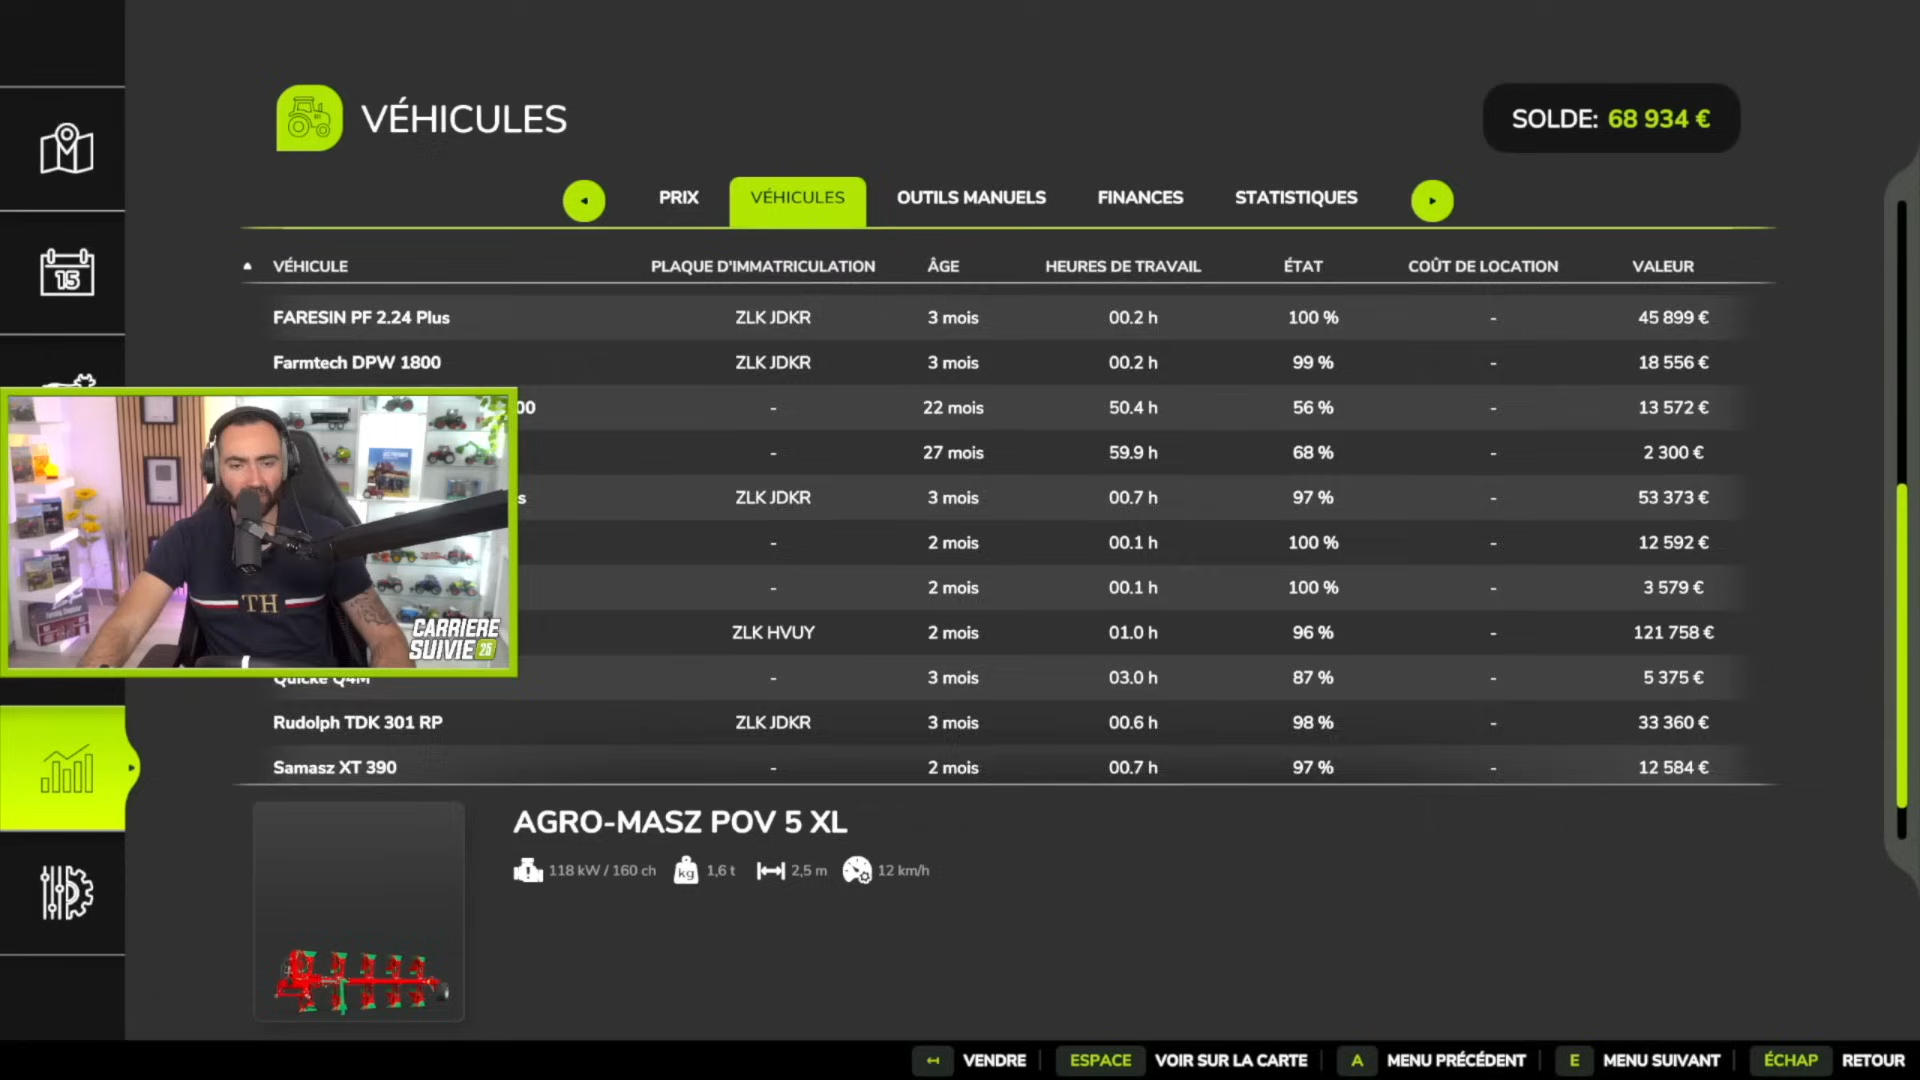 VÉHICULES
SOLDE: 68 934 €
PRIX VÉHICULES OUTILS MANUELS FINANCES STATISTIQUES
VÉHICULE PLAQUE D'IMMATRICULATION ÂGE HEURES DE TRAVAIL ÉTAT COÛT DE LOCATION VALEUR
15
FARESIN PF 2.24 Plus ZLK JDKR 3 mois 00.2 h 100 % - 45 899 €
Farmtech DPW 1800 ZLK JDKR 3 mois 00.2 h 99 % - 18 556 €
00 - 22 mois 50.4 h 56 % - 13 572 €
- 27 mois 59.9 h 68 % - 2 300 €
s ZLK JDKR 3 mois 00.7 h 97 % - 53 373 €
- 2 mois 00.1 h 100 % - 12 592 €
- 2 mois 00.1 h 100 % - 3 579 €
TH
CARRIERE
SUIVIE 25
ZLK HVUY 2 mois 01.0 h 96 % - 121 758 €
Quicke Q4M - 3 mois 03.0 h 87 % - 5 375 €
Rudolph TDK 301 RP ZLK JDKR 3 mois 00.6 h 98 % - 33 360 €
Samasz XT 390 - 2 mois 00.7 h 97 % - 12 584 €
AGRO-MASZ POV 5 XL
118 kW / 160 ch kg 1,6 t 2,5 m 12 km/h
VENDRE ESPACE VOIR SUR LA CARTE A MENU PRÉCÉDENT E MENU SUIVANT ÉCHAP RETOUR